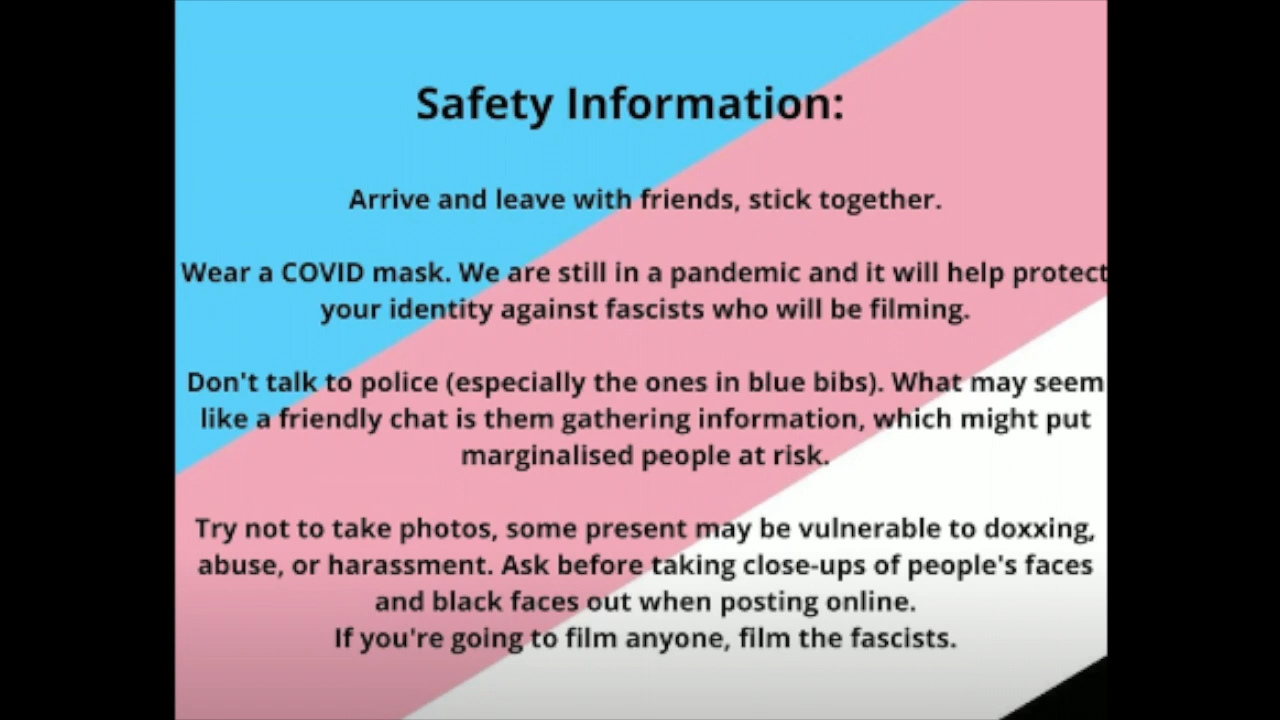 Safety Information:
Arrive and leave with friends, stick together.
Wear a COVID mask. We are still in a pandemic and it will help protect
your identity against fascists who will be filming.
Don't talk to police (especially the ones in blue bibs). What may seem
like a friendly chat is them gathering information, which might put
marginalised people at risk.
Try not to take photos, some present may be vulnerable to doxxing,
abuse, or harassment. Ask before taking close-ups of people's faces
and black faces out when posting online.
If you're going to film anyone, film the fascists.